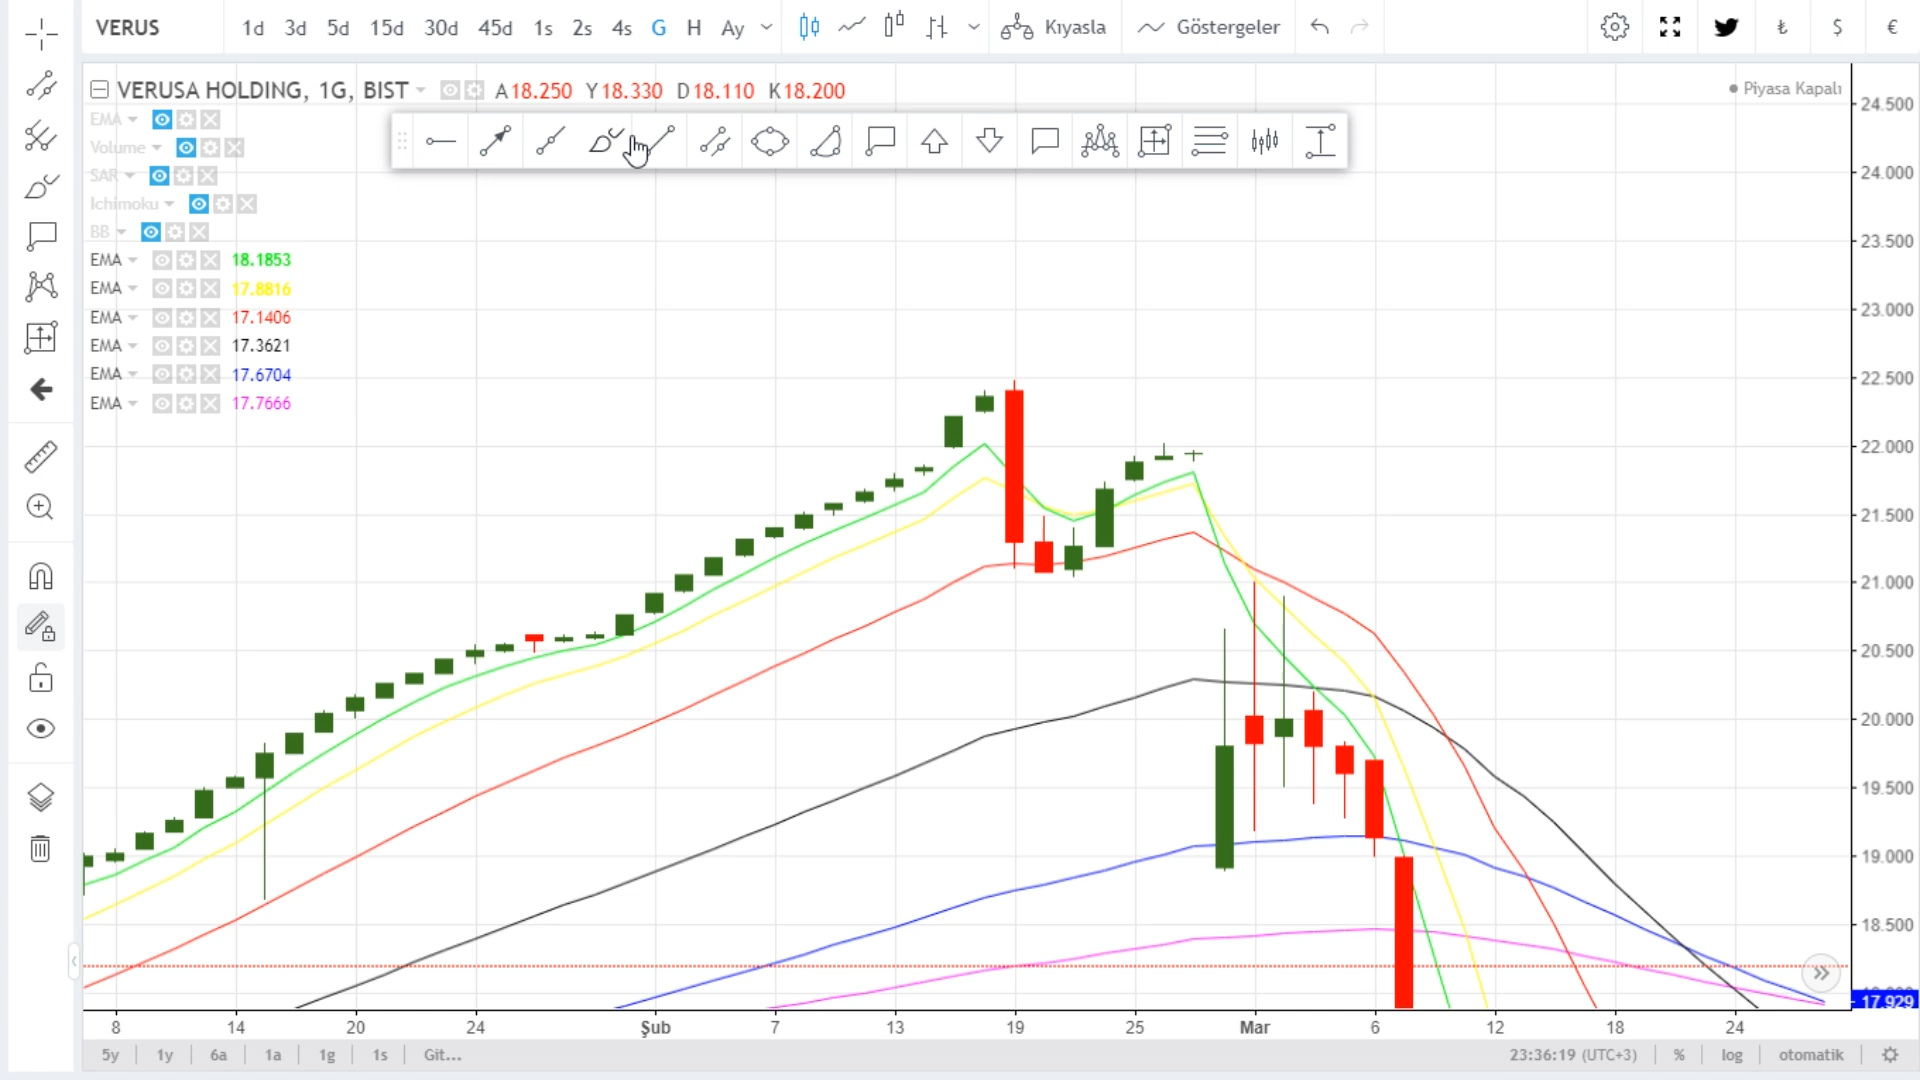 VERUS 1d 3d 5d 15d 30d 45d 1s 2s 4s G H Ay Kıyasla Göstergeler ₺ $ €
VERUSA HOLDING, 1G, BIST A18.250 Y18.330 D18.110 K18.200
Piyasa Kapalı
EMA
Volume
SAR
Ichimoku
BB
EMA 18.1853
EMA 17.8816
EMA 17.1406
EMA 17.3621
EMA 17.6704
EMA 17.7666
24.500
24.000
23.500
23.000
22.500
22.000
21.500
21.000
20.500
20.000
19.500
19.000
18.500
17.929
8 14 20 24 Şub 7 13 19 25 Mar 6 12 18 24
5y 1y 6a 1a 1g 1s Git... 23:36:19 (UTC+3) % log otomatik